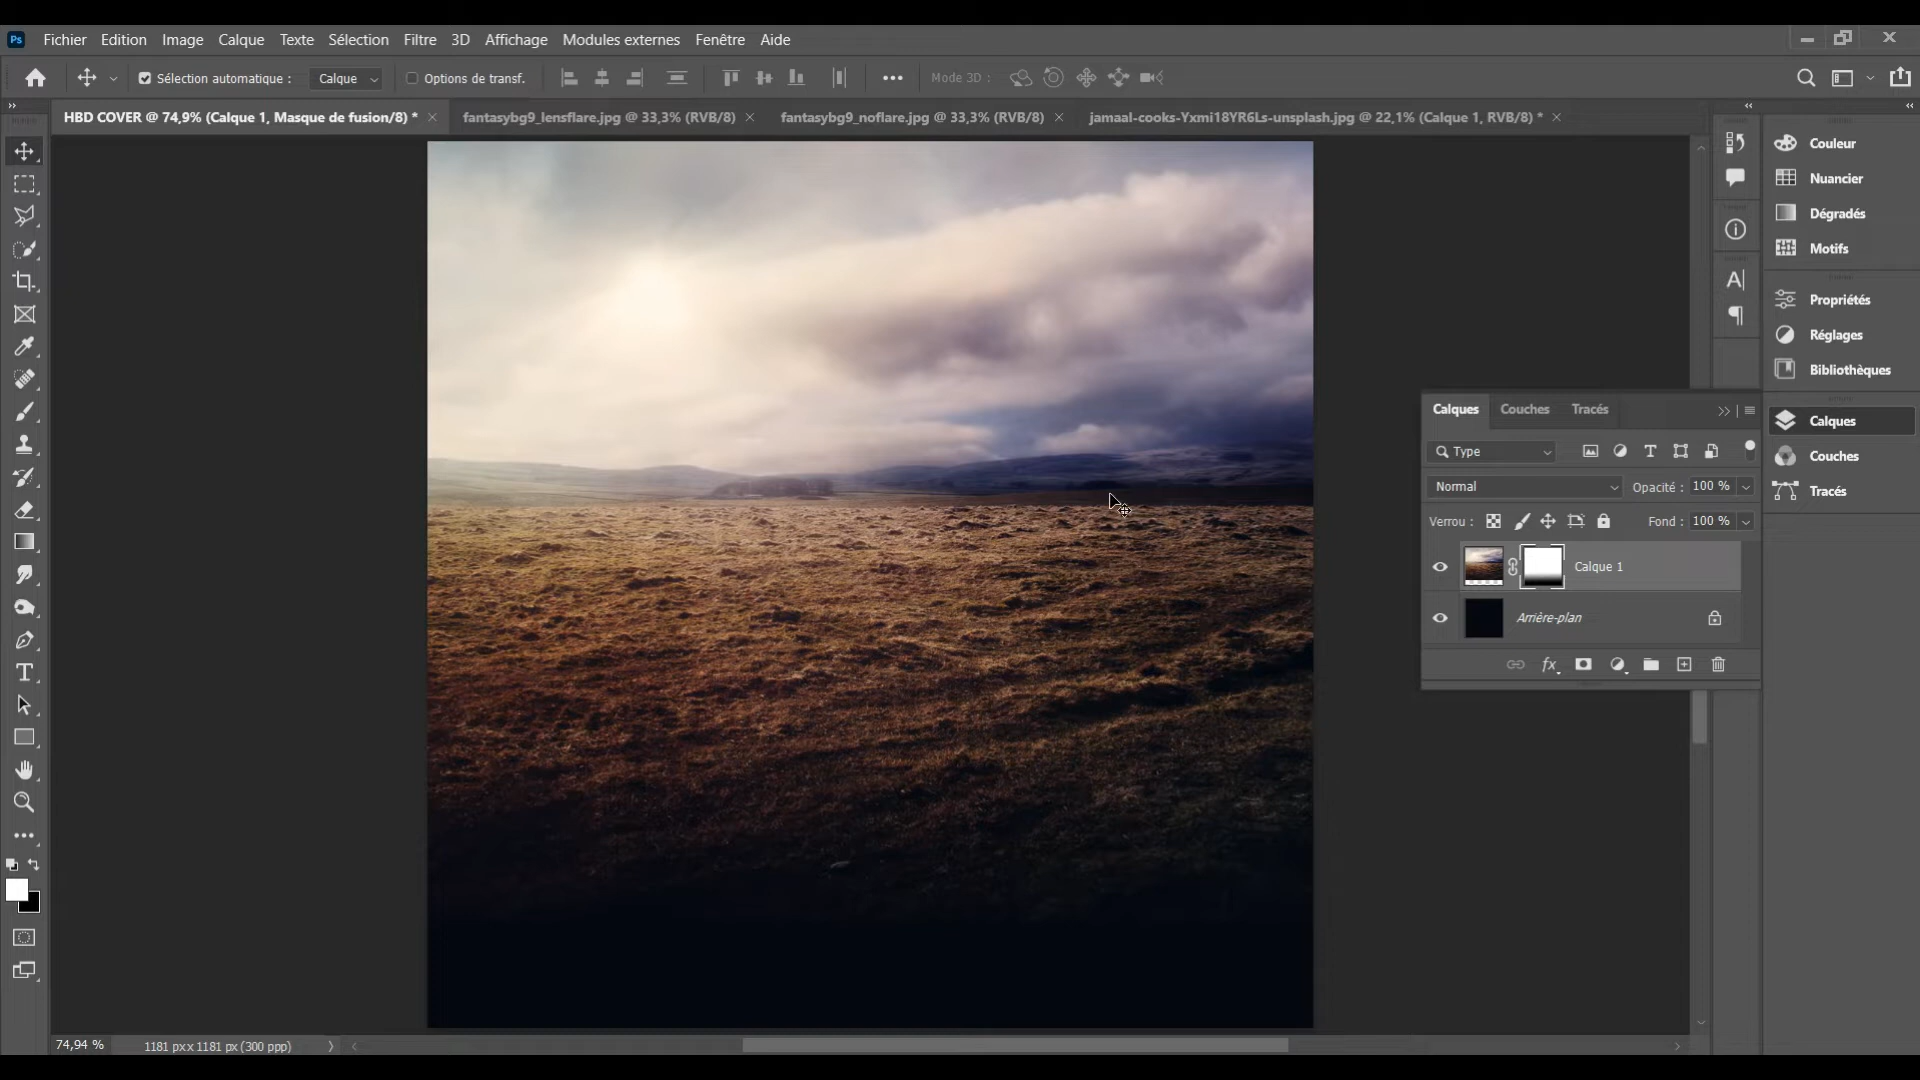 Ps Fichier Edition Image Calque Texte Sélection Filtre 3D Affichage Modules externes Fenêtre Aide
Sélection automatique : Calque Options de transf. Mode 3D :
HBD COVER @ 74,9% (Calque 1, Masque de fusion/8) * fantasybg9_lensflare.jpg @ 33,3% (RVB/8) fantasybg9_noflare.jpg @ 33,3% (RVB/8) jamaal-cooks-Yxmi18YR6Ls-unsplash.jpg @ 22,1% (Calque 1, RVB/8) *
Couleur
Nuancier
Dégradés
Motifs
Propriétés
Réglages
Bibliothèques
Calques
Couches
Tracés
Calques Couches Tracés
Type
Normal Opacité : 100 %
Verrou : Fond : 100 %
Calque 1
Arrière-plan
fx
74,94 % 1181 px x 1181 px (300 ppp)